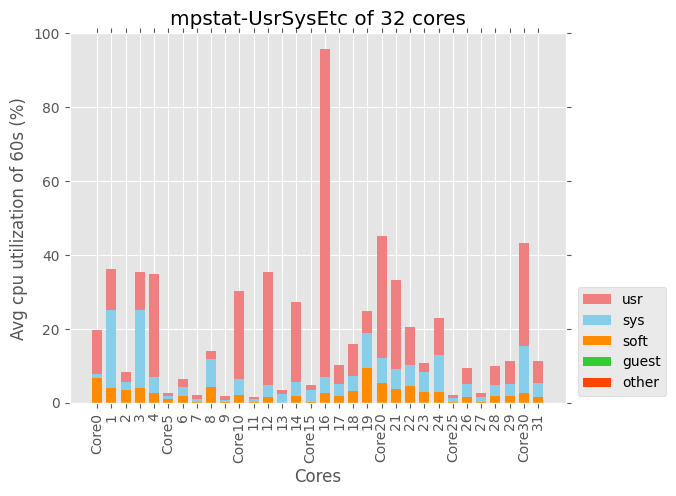 mpstat-UsrSysEtc of 32 cores
Avg cpu utilization of 60s (%)
100
80
60
40
20
0
Core0 1 2 3 4 Core5 6 7 8 9 Core10 11 12 13 14 Core15 16 17 18 19 Core20 21 22 23 24 Core25 26 27 28 29 Core30 31
Cores
usr
sys
soft
guest
other